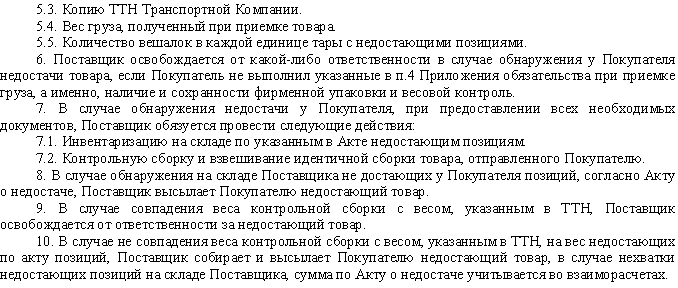 5.3. Копию ТТН Транспортной Компании.
5.4. Вес груза, полученный при приемке товара.
5.5. Количество вешалок в каждой единице тары с недостающими позициями.
6. Поставщик освобождается от какой-либо ответственности в случае обнаружения у Покупателя
недостачи товара, если Покупатель не выполнил указанные в п.4 Приложения обязательства при приемке
груза, а именно, наличие и сохранности фирменной упаковки и весовой контроль.
7. В случае обнаружения недостачи у Покупателя, при предоставлении всех необходимых
документов, Поставщик обязуется провести следующие действия:
7.1. Инвентаризацию на складе по указанным в Акте недостающим позициям.
7.2. Контрольную сборку и взвешивание идентичной сборки товара, отправленного Покупателю.
8. В случае обнаружения на складе Поставщика не достающих у Покупателя позиций, согласно Акту
о недостаче, Поставщик высылает Покупателю недостающий товар.
9. В случае совпадения веса контрольной сборки с весом, указанным в ТТН, Поставщик
освобождается от ответственности за недостающий товар.
10. В случае не совпадения веса контрольной сборки с весом, указанным в ТТН, на вес недостающих
по акту позиций, Поставщик собирает и высылает Покупателю недостающий товар, в случае нехватки
недостающих позиций на складе Поставщика, сумма по Акту о недостаче учитывается во взаиморасчетах.